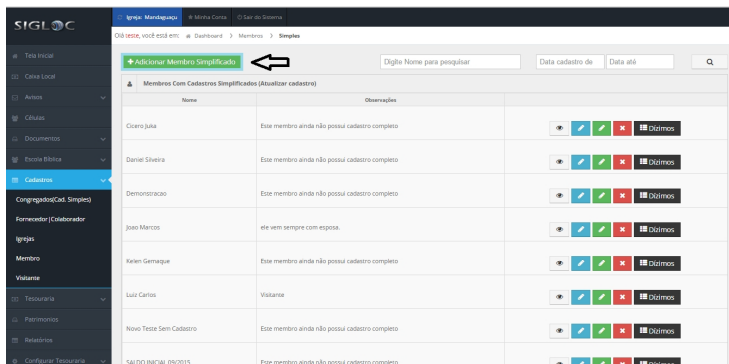 SIGLOC
Igreja: Mandaguaçu Minha Conta Sair do Sistema
Olá teste, você está em: Dashboard > Membros > Simples
Tela Inicial
Caixa Local
Avisos
Células
Documentos
Escola Bíblica
Cadastros
Congregados(Cad. Simples)
Fornecedor|Colaborador
Igrejas
Membro
Visitante
Tesouraria
Patrimonios
Relatórios
Configurar Tesouraria
+Adicionar Membro Simplificado
Digite Nome para pesquisar
Data cadastro de
Data até
Membros Com Cadastros Simplificados (Atualizar cadastro)
Nome Observações
Cicero Juka Este membro ainda não possui cadastro completo Dízimos
Daniel Silveira Este membro ainda não possui cadastro completo Dízimos
Demonstracao Este membro ainda não possui cadastro completo Dízimos
Joao Marcos ele vem sempre com esposa. Dízimos
Kelen Gemaque Este membro ainda não possui cadastro completo Dízimos
Luiz Carlos Visitante Dízimos
Novo Teste Sem Cadastro Este membro ainda não possui cadastro completo Dízimos
SALDO INICIAL 09/2015 Este membro ainda não possui cadastro completo Dízimos